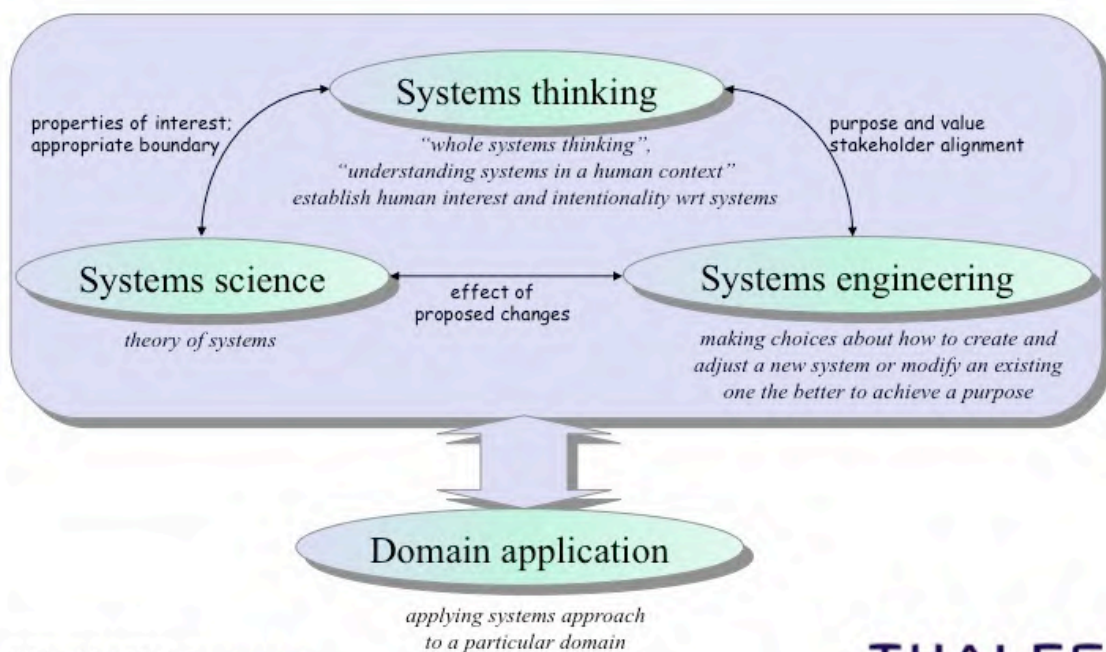 Systems thinking
properties of interest;
appropriate boundary
purpose and value
stakeholder alignment
“whole systems thinking”,
“understanding systems in a human context”
establish human interest and intentionality wrt systems
Systems science
Systems engineering
effect of
proposed changes
theory of systems
making choices about how to create and
adjust a new system or modify an existing
one the better to achieve a purpose
Domain application
applying systems approach
to a particular domain
THALES